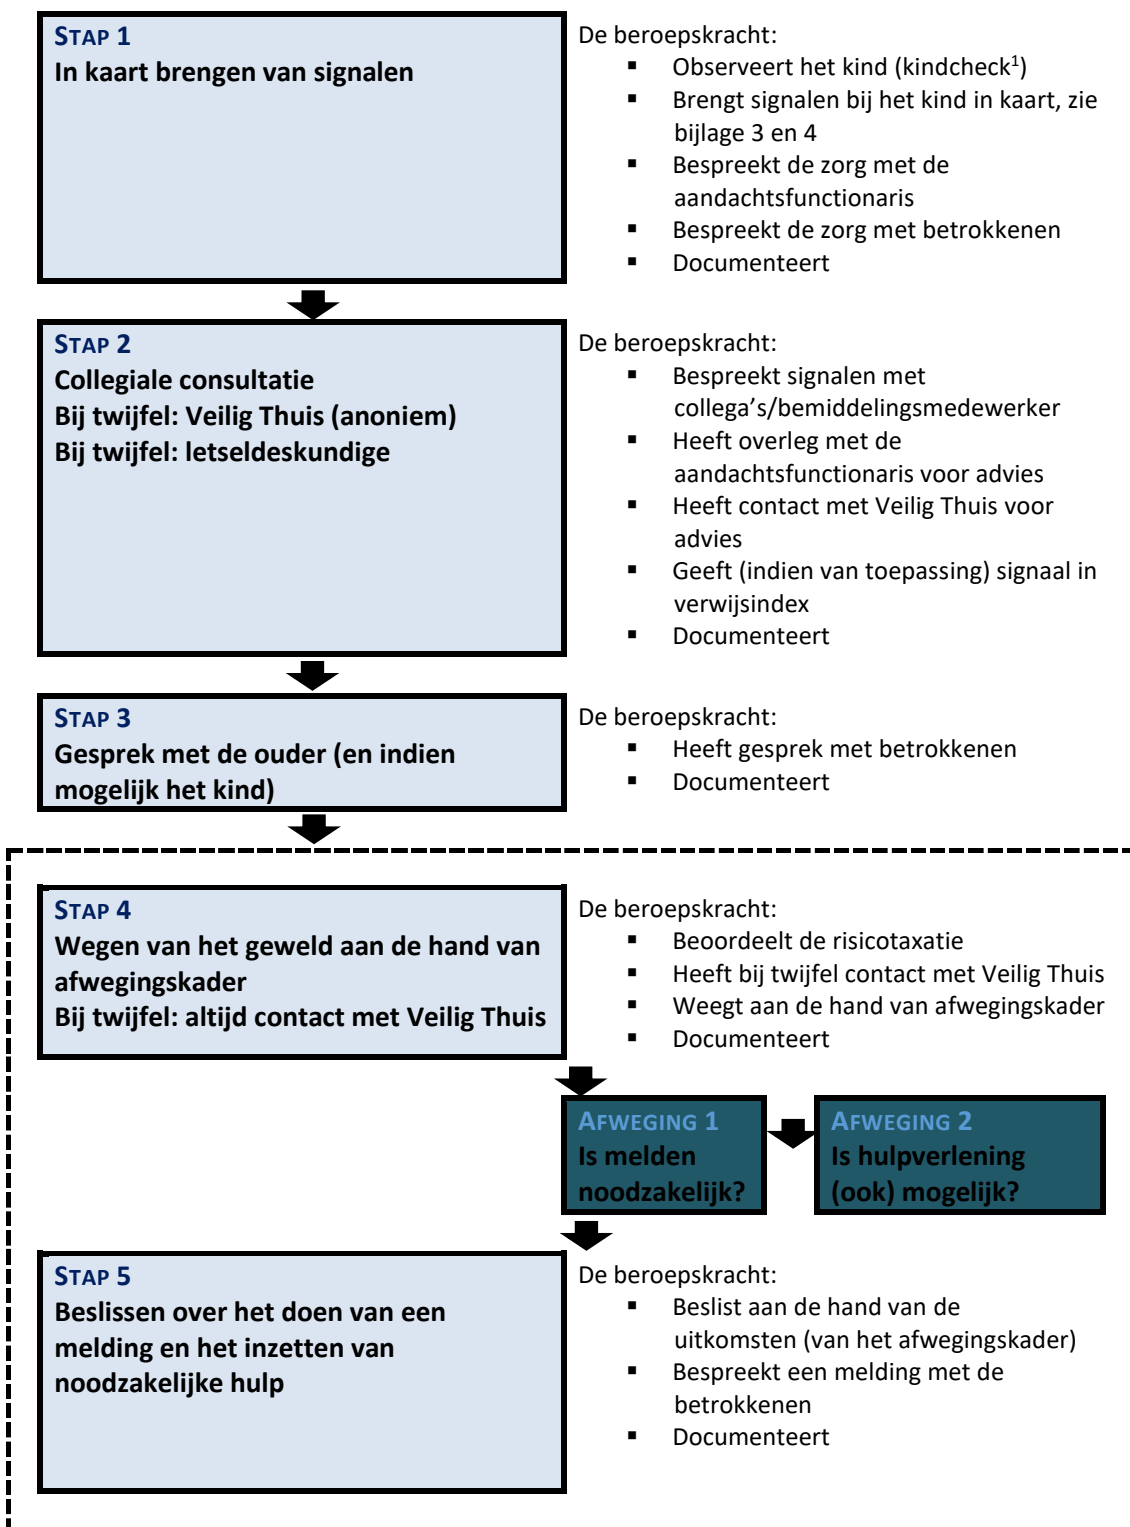 STAP 1
In kaart brengen van signalen
De beroepskracht:
▪ Observeert het kind (kindcheck¹)
▪ Brengt signalen bij het kind in kaart, zie
bijlage 3 en 4
▪ Bespreekt de zorg met de
aandachtsfunctionaris
▪ Bespreekt de zorg met betrokkenen
▪ Documenteert
STAP 2
Collegiale consultatie
Bij twijfel: Veilig Thuis (anoniem)
Bij twijfel: letseldeskundige
De beroepskracht:
▪ Bespreekt signalen met
collega’s/bemiddelingsmedewerker
▪ Heeft overleg met de
aandachtsfunctionaris voor advies
▪ Heeft contact met Veilig Thuis voor
advies
▪ Geeft (indien van toepassing) signaal in
verwijsindex
▪ Documenteert
STAP 3
Gesprek met de ouder (en indien
mogelijk het kind)
De beroepskracht:
▪ Heeft gesprek met betrokkenen
▪ Documenteert
STAP 4
Wegen van het geweld aan de hand van
afwegingskader
Bij twijfel: altijd contact met Veilig Thuis
De beroepskracht:
▪ Beoordeelt de risicotaxatie
▪ Heeft bij twijfel contact met Veilig Thuis
▪ Weegt aan de hand van afwegingskader
▪ Documenteert
AFWEGING 1
Is melden
noodzakelijk?
AFWEGING 2
Is hulpverlening
(ook) mogelijk?
STAP 5
Beslissen over het doen van een
melding en het inzetten van
noodzakelijke hulp
De beroepskracht:
▪ Beslist aan de hand van de
uitkomsten (van het afwegingskader)
▪ Bespreekt een melding met de
betrokkenen
▪ Documenteert